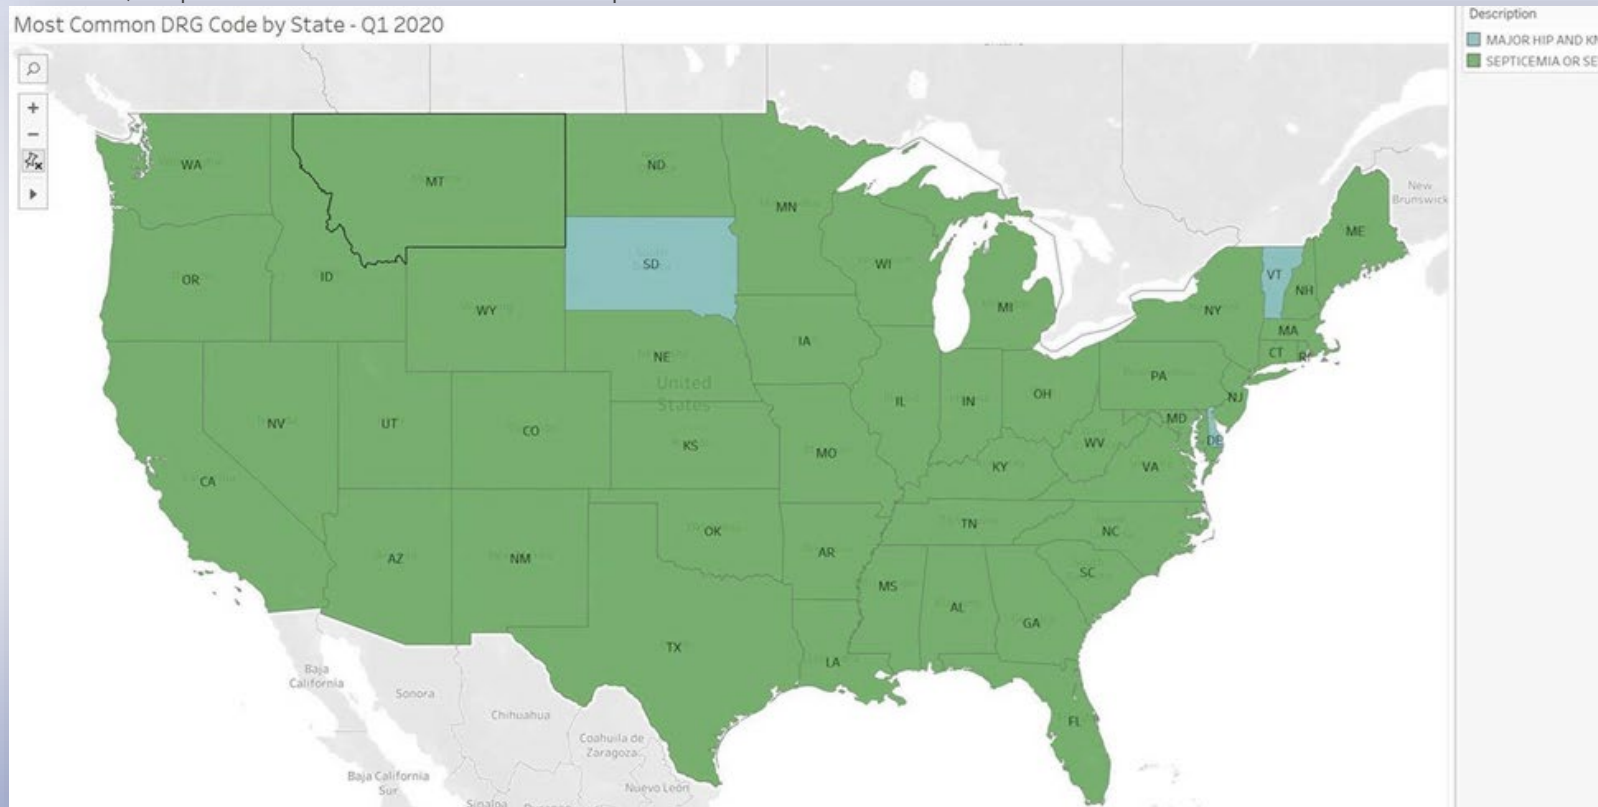 Most Common DRG Code by State - Q1 2020
Description
MAJOR HIP AND KN
SEPTICEMIA OR SE
WA
MT
ND
MN
ME
New
Brunswick
OR
ID
SD
WI
VT
NH
WY
MI
NY
MA
CT
IA
NE
PA
United
States
NJ
NV
UT
CO
IL
IN
OH
MD
DE
KS
MO
WV
KY
VA
CA
OK
TN
NC
AZ
NM
AR
SC
MS
AL
GA
TX
LA
FL
Baja
California
Sonora
Chihuahua
Coahuila de
Zaragoza
Baja California
Sur
Nuevo León
Sinaloa